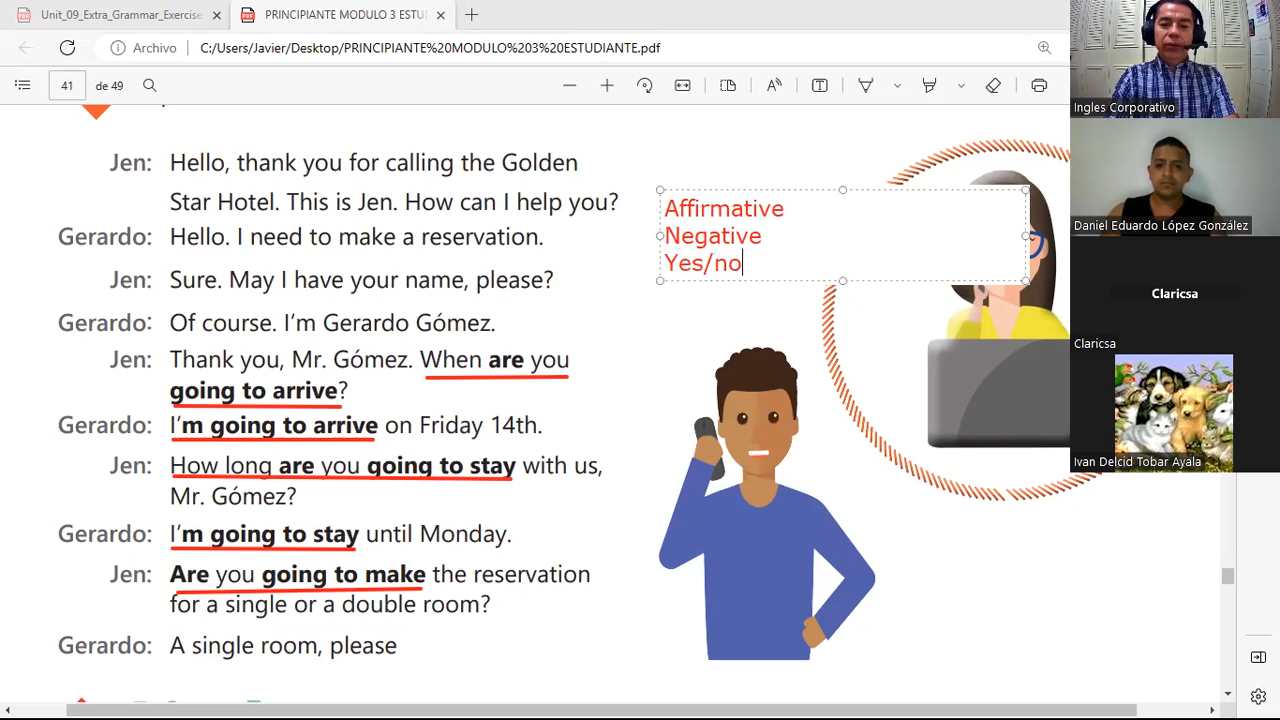 Unit_09_Extra_Grammar_Exercise
PRINCIPIANTE MODULO 3 ESTU
Archivo
C:/Users/Javier/Desktop/PRINCIPIANTE%20MODULO%203%20ESTUDIANTE.pdf
41 de 49
Jen: Hello, thank you for calling the Golden
Star Hotel. This is Jen. How can I help you?
Gerardo: Hello. I need to make a reservation.
Jen: Sure. May I have your name, please?
Gerardo: Of course. I'm Gerardo Gómez.
Jen: Thank you, Mr. Gómez. When are you
going to arrive?
Gerardo: I'm going to arrive on Friday 14th.
Jen: How long are you going to stay with us,
Mr. Gómez?
Gerardo: I'm going to stay until Monday.
Jen: Are you going to make the reservation
for a single or a double room?
Gerardo: A single room, please
Affirmative
Negative
Yes/no
Ingles Corporativo
Daniel Eduardo López González
Claricsa
Claricsa
Ivan Delcid Tobar Ayala